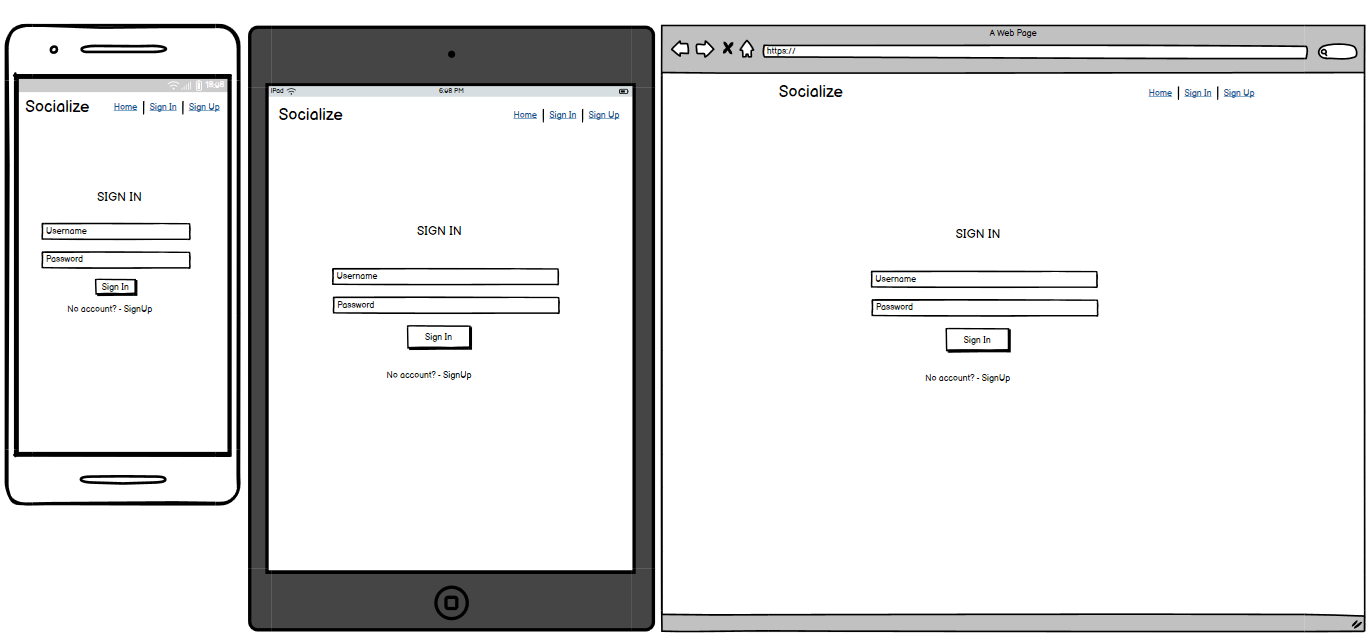 18:08
Socialize Home Sign In Sign Up
SIGN IN
Username
Password
Sign In
No account? - SignUp
iPod 6:08 PM
Socialize Home Sign In Sign Up
SIGN IN
Username
Password
Sign In
No account? - SignUp
A Web Page
https://
Socialize Home Sign In Sign Up
SIGN IN
Username
Password
Sign In
No account? - SignUp